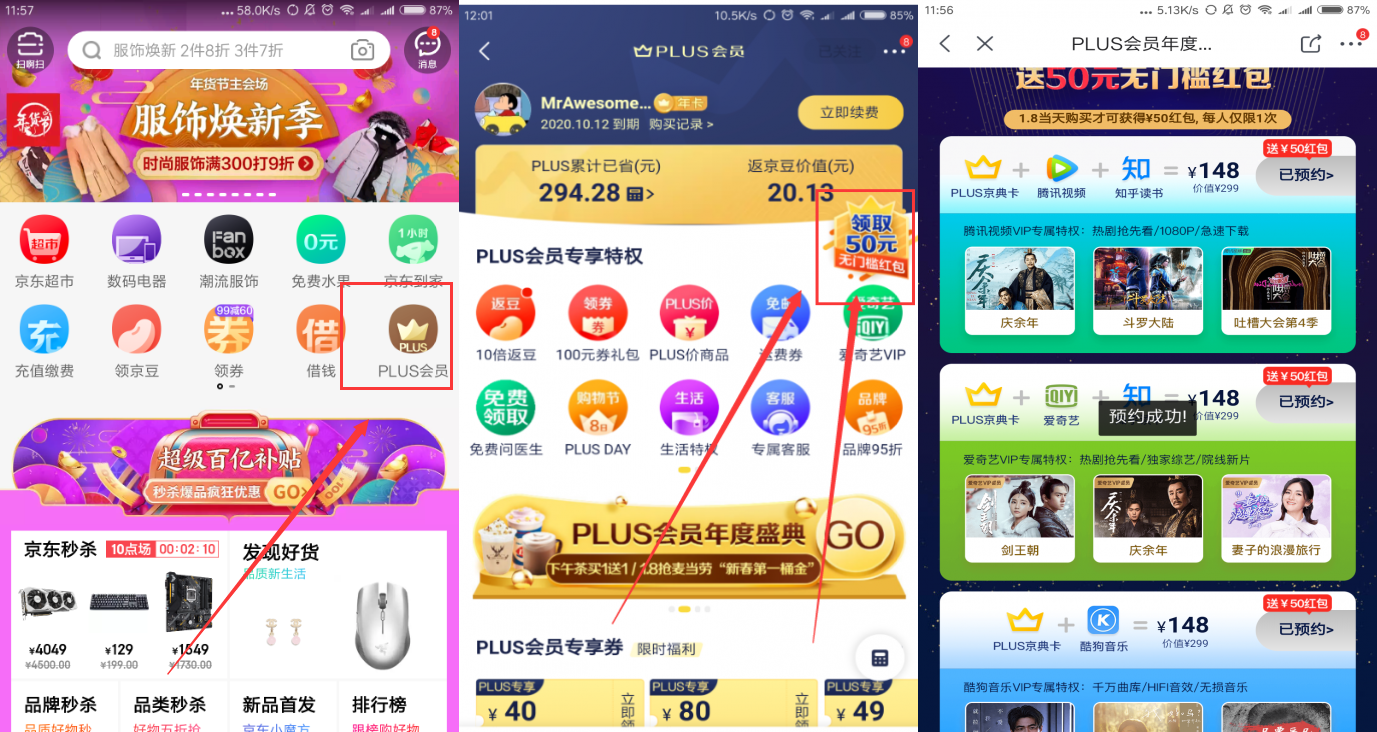 11:57
... 58.0K/s
87%
扫啊扫
服饰焕新 2件8折 3件7折
8
消息
年货节
年货节主会场
服饰焕新季
时尚服饰满300打9折
超市
Fan box
0元
1小时
京东超市
数码电器
潮流服饰
免费水果
京东到家
充
99减60
券
借
PLUS
充值缴费
领京豆
领券
借钱
PLUS会员
超级百亿补贴
秒杀爆品疯狂优惠 GO
京东秒杀
10点场 00:02:10
发现好货
品质新生活
¥4049
¥129
¥1549
¥4500.00
¥199.00
¥1730.00
品牌秒杀
品类秒杀
新品首发
排行榜
品质好物秒
好物五折抢
京东小魔方
跟榜购好物
12:01
10.5K/s
85%
PLUS会员
已关注
8
MrAwesome...
年卡
2020.10.12 到期 购买记录 >
立即续费
PLUS累计已省(元)
返京豆价值(元)
294.28
20.13
领取
50元
无门槛红包
PLUS会员专享特权
返豆
领券
券
PLUS价
¥
免邮
爱奇艺
iQIYI
10倍返豆
100元券礼包
PLUS价商品
运费券
爱奇艺VIP
免费
领取
购物节
8日
生活
客服
品牌
95折
免费问医生
PLUS DAY
生活特权
专属客服
品牌95折
PLUS会员年度盛典
GO
下午茶买1送1 / 1.8抢麦当劳“新春第一桶金”
PLUS会员专享券
限时福利
PLUS专享
¥ 40
立即领
PLUS专享
¥ 80
立即领
PLUS专享
¥ 49
11:56
... 5.13K/s
87%
PLUS会员年度...
8
送50元无门槛红包
1.8当天购买才可获得¥50红包, 每人仅限1次
送¥50红包
+
+
知
=
¥148
已预约>
PLUS京典卡
腾讯视频
知乎读书
价值¥299
腾讯视频VIP专属特权：热剧抢先看/1080P/急速下载
庆余年
斗罗大陆
吐槽大会第4季
送¥50红包
+
iQIYI
+
知
=
¥148
已预约>
PLUS京典卡
爱奇艺
价值¥299
预约成功!
爱奇艺VIP专属特权：热剧抢先看/独家综艺/院线新片
剑王朝
庆余年
妻子的浪漫旅行
送¥50红包
+
K
=
¥148
已预约>
PLUS京典卡
酷狗音乐
价值¥299
酷狗音乐VIP专属特权：千万曲库/HIFI音效/无损音乐